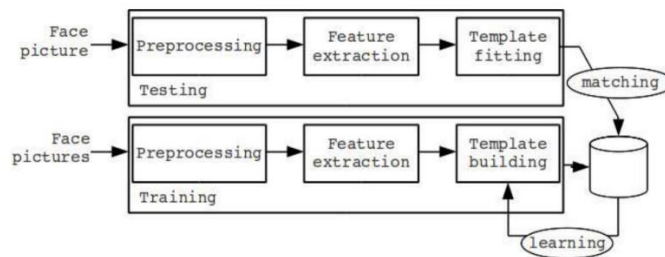 Face
picture
Preprocessing
Feature
extraction
Template
fitting
Testing
matching
Face
pictures
Preprocessing
Feature
extraction
Template
building
Training
learning